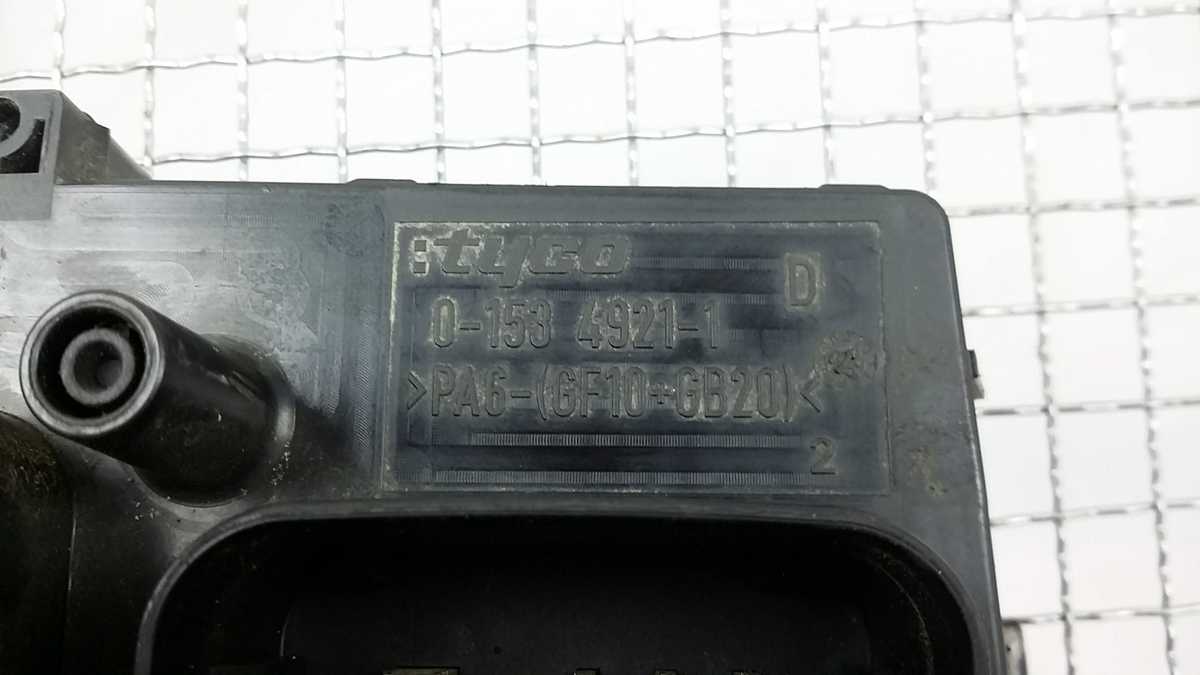 :tyco
D
0-153 4921-1
>PA6-(GF10+GB20)<
2